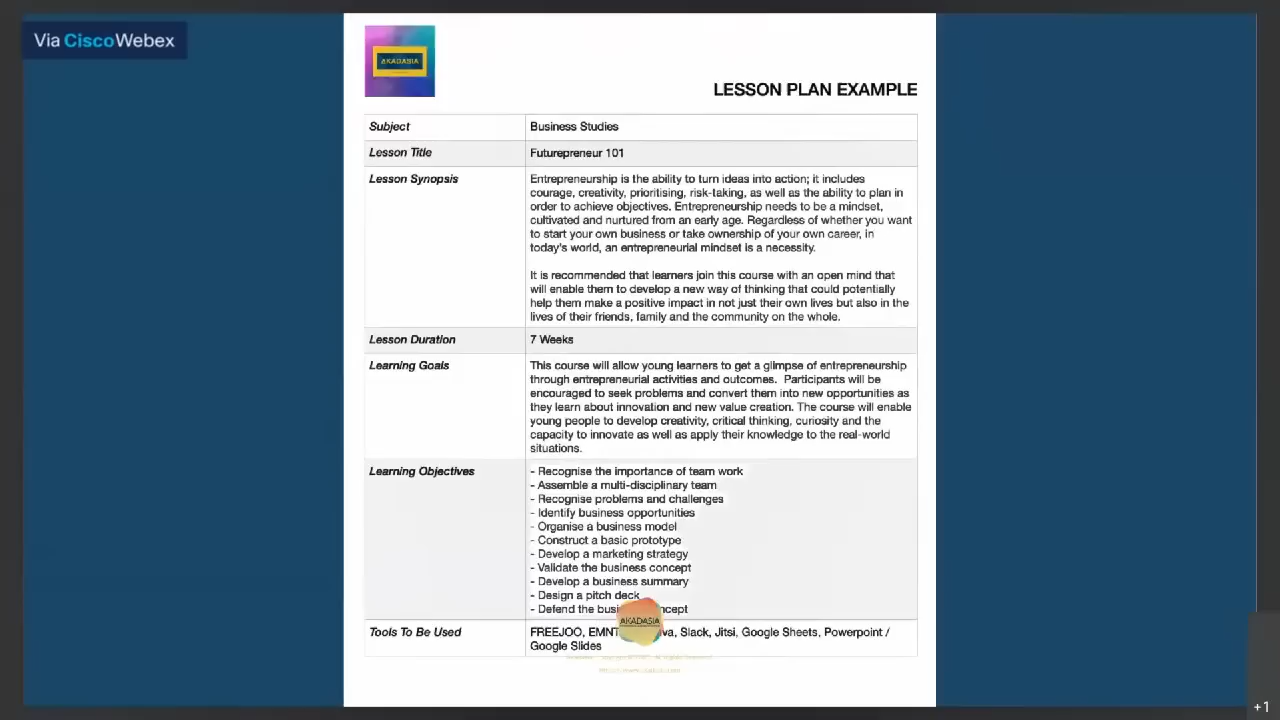 Via CiscoWebex
AKADASIA
LESSON PLAN EXAMPLE
Subject
Business Studies
Lesson Title
Futurepreneur 101
Lesson Synopsis
Entrepreneurship is the ability to turn ideas into action; it includes
courage, creativity, prioritising, risk-taking, as well as the ability to plan in
order to achieve objectives. Entrepreneurship needs to be a mindset,
cultivated and nurtured from an early age. Regardless of whether you want
to start your own business or take ownership of your own career, in
today's world, an entrepreneurial mindset is a necessity.
It is recommended that learners join this course with an open mind that
will enable them to develop a new way of thinking that could potentially
help them make a positive impact in not just their own lives but also in the
lives of their friends, family and the community on the whole.
Lesson Duration
7 Weeks
Learning Goals
This course will allow young learners to get a glimpse of entrepreneurship
through entrepreneurial activities and outcomes. Participants will be
encouraged to seek problems and convert them into new opportunities as
they learn about innovation and new value creation. The course will enable
young people to develop creativity, critical thinking, curiosity and the
capacity to innovate as well as apply their knowledge to the real-world
situations.
Learning Objectives
- Recognise the importance of team work
- Assemble a multi-disciplinary team
- Recognise problems and challenges
- Identify business opportunities
- Organise a business model
- Construct a basic prototype
- Develop a marketing strategy
- Validate the business concept
- Develop a business summary
- Design a pitch deck
- Defend the
AKADASIA
Tools To Be Used
FREEJOO, Slack, Jitsi, Google Sheets, Powerpoint /
Google Slides
+1